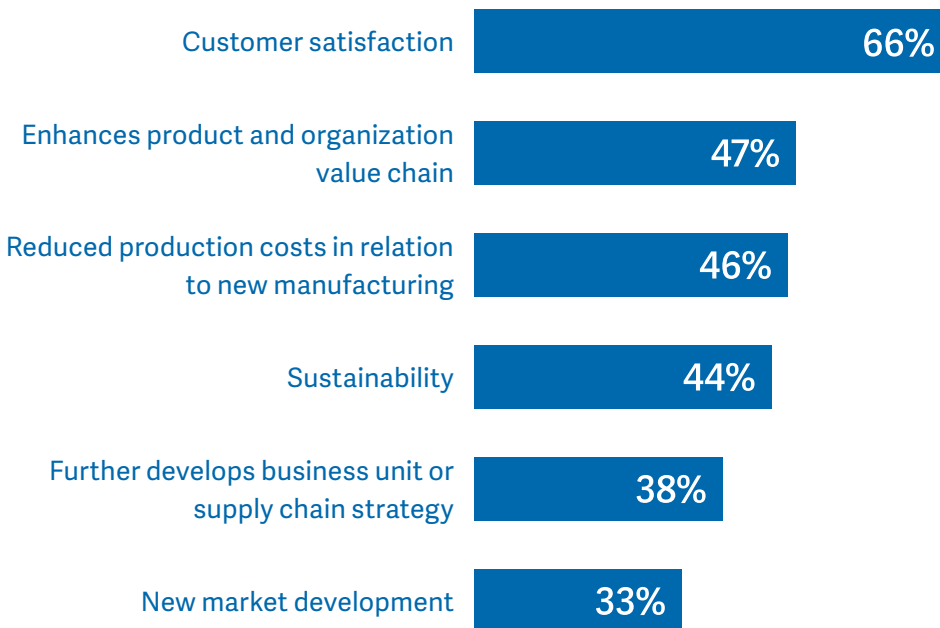 Customer satisfaction 66%
Enhances product and organization
value chain 47%
Reduced production costs in relation
to new manufacturing 46%
Sustainability 44%
Further develops business unit or
supply chain strategy 38%
New market development 33%